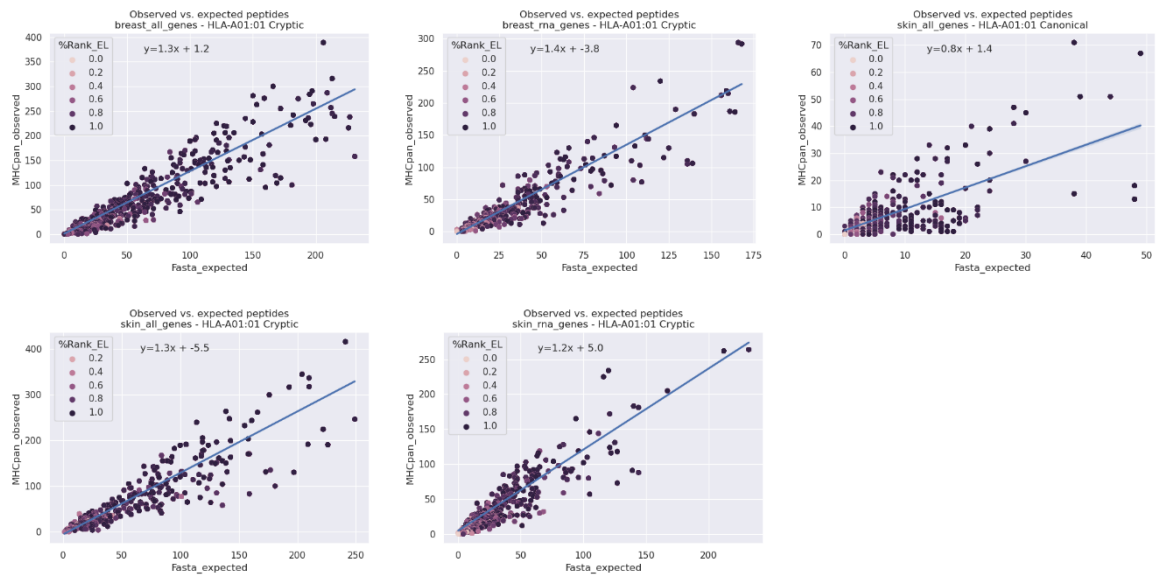 Observed vs. expected peptides
breast_all_genes - HLA-A01:01 Cryptic
%Rank_EL
0.0
0.2
0.4
0.6
0.8
1.0
y=1.3x + 1.2
MHCpan_observed
400
350
300
250
200
150
100
50
0
0 50 100 150 200
Fasta_expected
Observed vs. expected peptides
breast_rna_genes - HLA-A01:01 Cryptic
%Rank_EL
0.0
0.2
0.4
0.6
0.8
1.0
y=1.4x + -3.8
MHCpan_observed
300
250
200
150
100
50
0
0 25 50 75 100 125 150 175
Fasta_expected
Observed vs. expected peptides
skin_all_genes - HLA-A01:01 Canonical
%Rank_EL
0.0
0.2
0.4
0.6
0.8
1.0
y=0.8x + 1.4
MHCpan_observed
70
60
50
40
30
20
10
0
0 10 20 30 40 50
Fasta_expected
Observed vs. expected peptides
skin_all_genes - HLA-A01:01 Cryptic
%Rank_EL
0.2
0.4
0.6
0.8
1.0
y=1.3x + -5.5
MHCpan_observed
400
300
200
100
0
0 50 100 150 200 250
Fasta_expected
Observed vs. expected peptides
skin_rna_genes - HLA-A01:01 Cryptic
%Rank_EL
0.0
0.2
0.4
0.6
0.8
1.0
y=1.2x + 5.0
MHCpan_observed
250
200
150
100
50
0
0 50 100 150 200
Fasta_expected